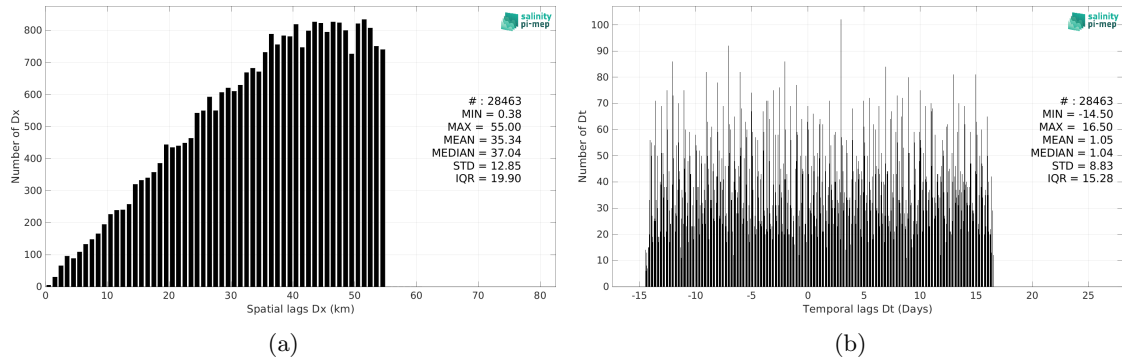 800
700
600
500
400
300
200
100
0
Number of Dx
0 10 20 30 40 50 60 70 80
Spatial lags Dx (km)
salinity
pi-mep
# : 28463
MIN = 0.38
MAX = 55.00
MEAN = 35.34
MEDIAN = 37.04
STD = 12.85
IQR = 19.90
(a)
100
90
80
70
60
50
40
30
20
10
0
Number of Dt
-15 -10 -5 0 5 10 15 20 25
Temporal lags Dt (Days)
salinity
pi-mep
# : 28463
MIN = -14.50
MAX = 16.50
MEAN = 1.05
MEDIAN = 1.04
STD = 8.83
IQR = 15.28
(b)